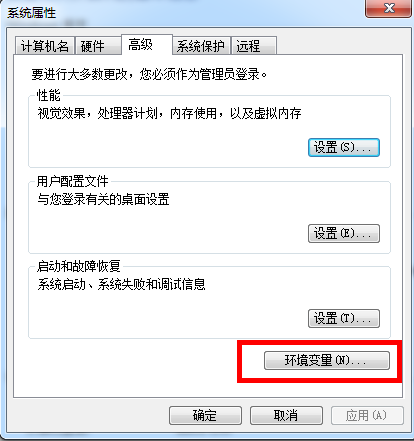 系统属性
计算机名 硬件 高级 系统保护 远程
要进行大多数更改，您必须作为管理员登录。
性能
视觉效果，处理器计划，内存使用，以及虚拟内存
设置(S)...
用户配置文件
与您登录有关的桌面设置
设置(E)...
启动和故障恢复
系统启动、系统失败和调试信息
设置(T)...
环境变量(N)...
确定 取消 应用(A)